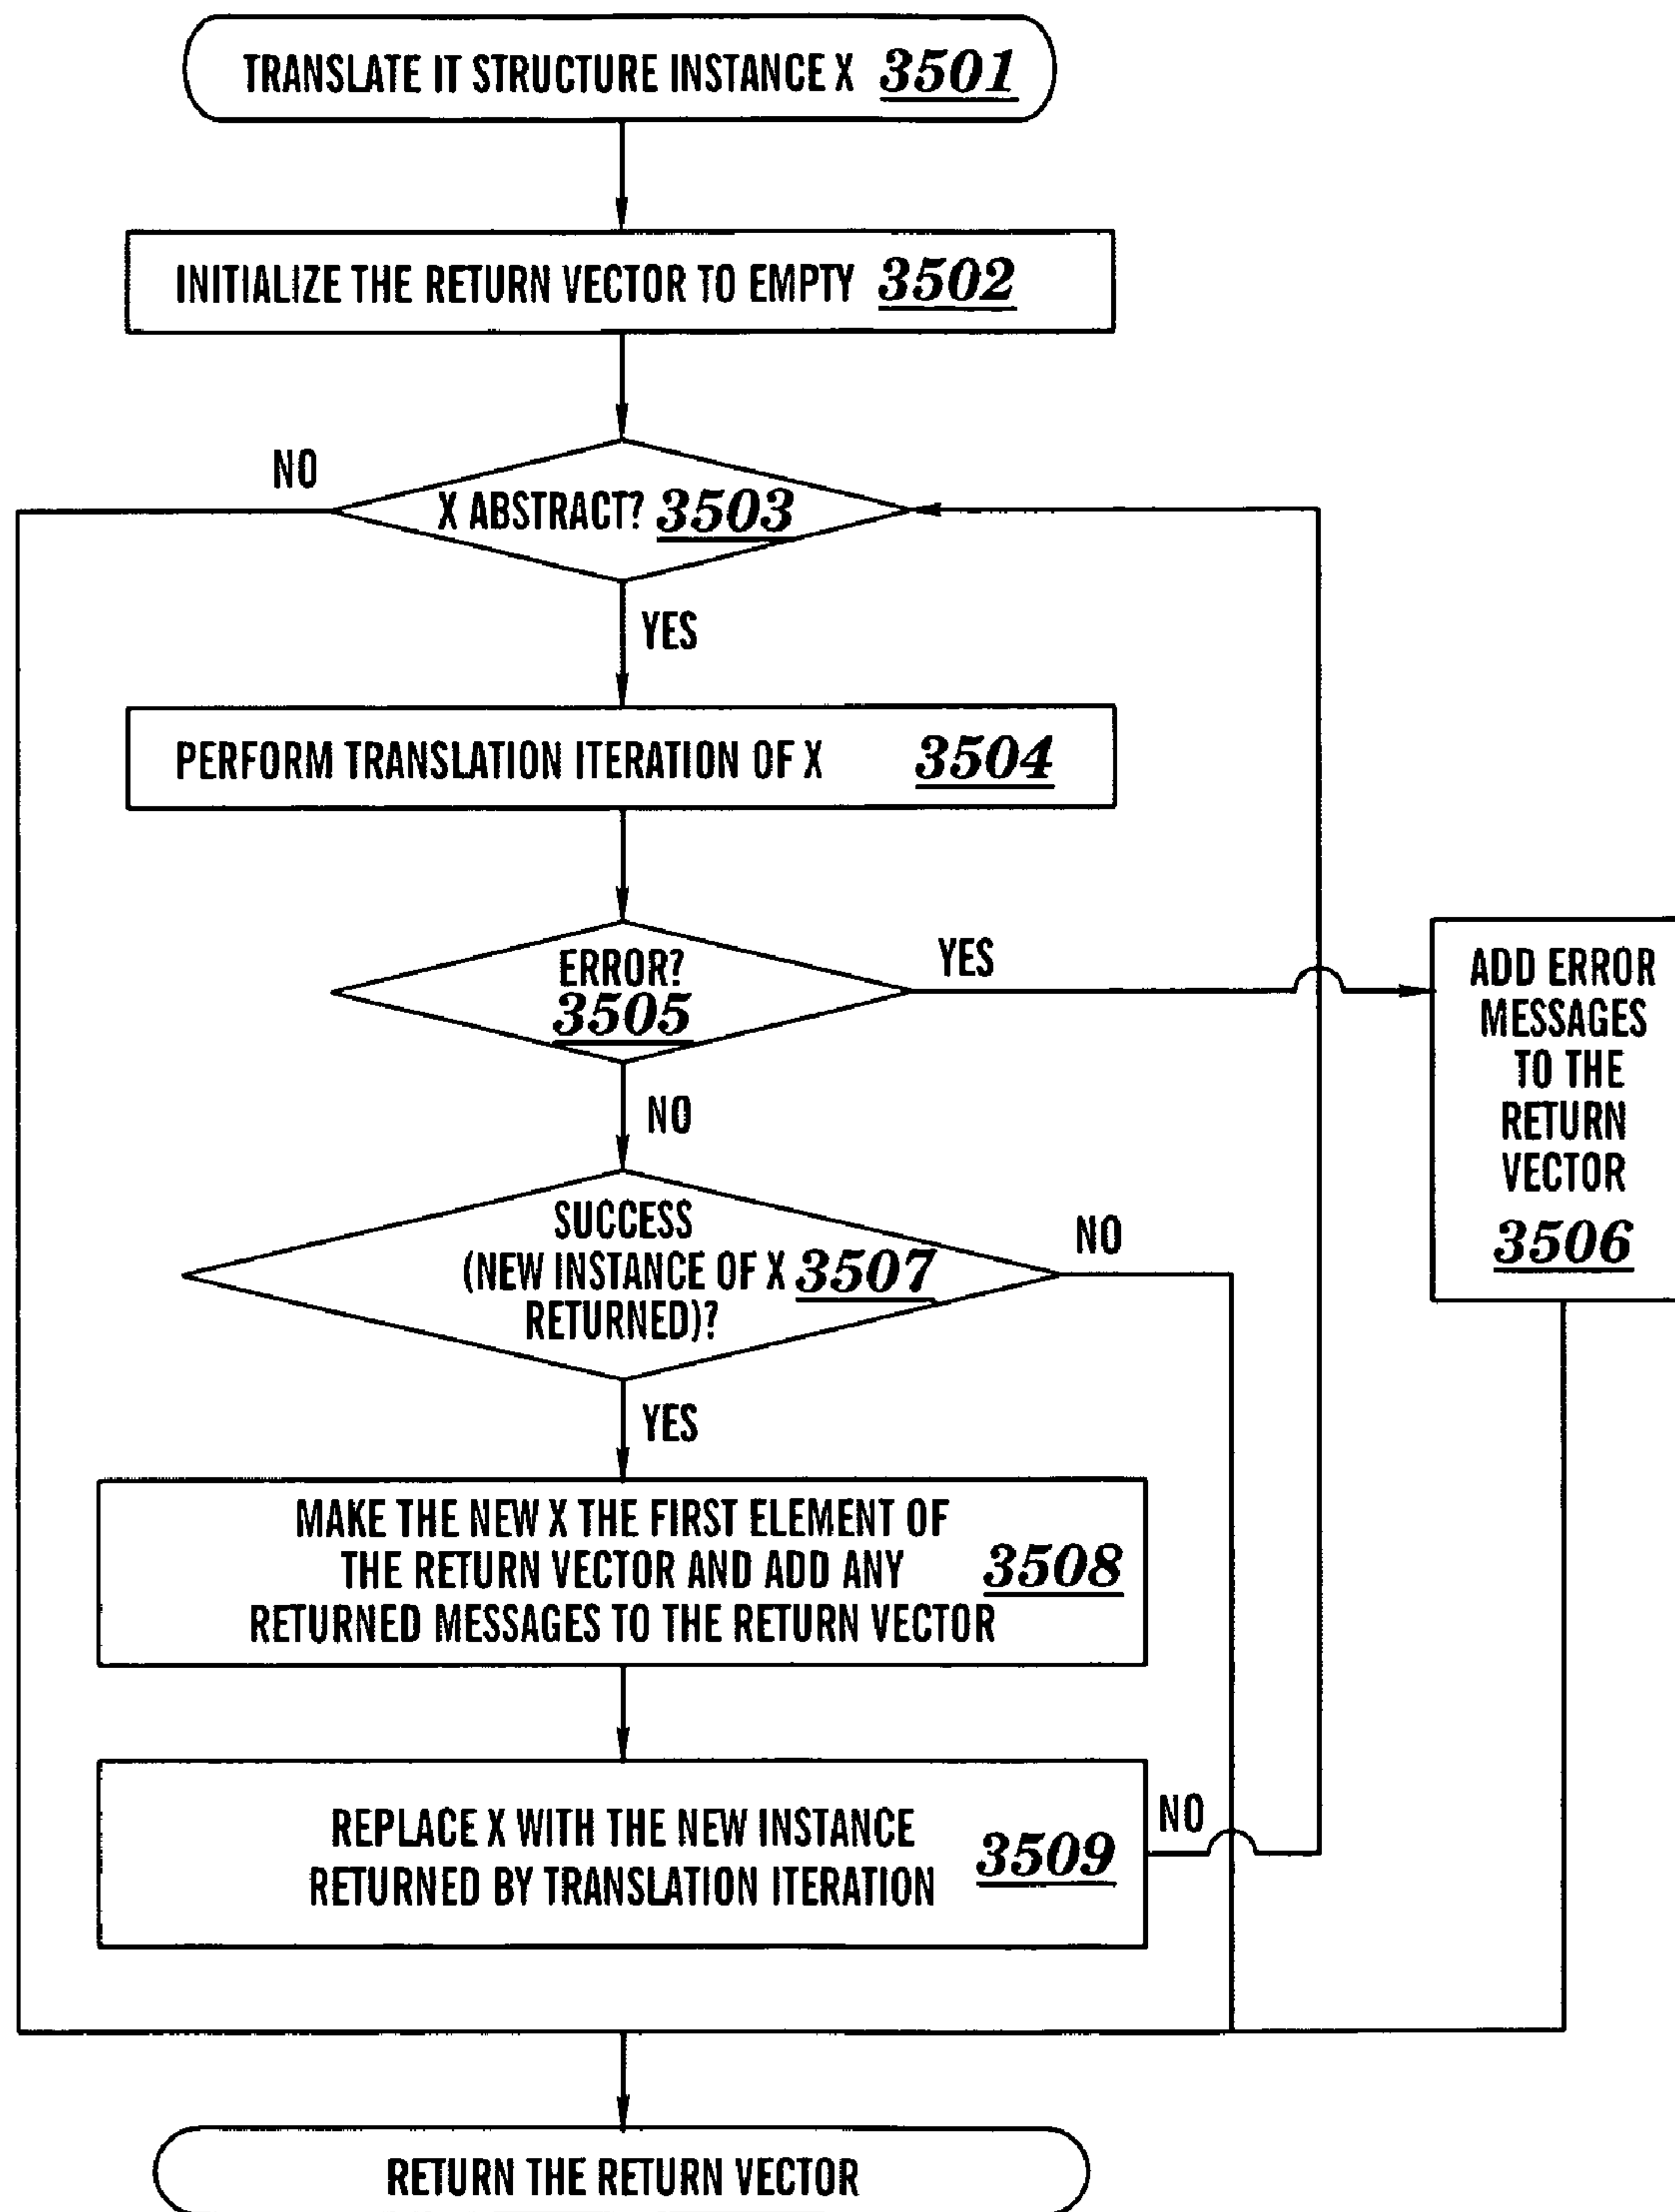 TRANSLATE IT STRUCTURE INSTANCE X 3501
INITIALIZE THE RETURN VECTOR TO EMPTY 3502
NO
X ABSTRACT? 3503
YES
PERFORM TRANSLATION ITERATION OF X 3504
ERROR?
3505
YES
ADD ERROR
MESSAGES
TO THE
RETURN
VECTOR
3506
NO
SUCCESS
(NEW INSTANCE OF X 3507
RETURNED)?
NO
YES
MAKE THE NEW X THE FIRST ELEMENT OF
THE RETURN VECTOR AND ADD ANY 3508
RETURNED MESSAGES TO THE RETURN VECTOR
REPLACE X WITH THE NEW INSTANCE
RETURNED BY TRANSLATION ITERATION 3509
NO
RETURN THE RETURN VECTOR